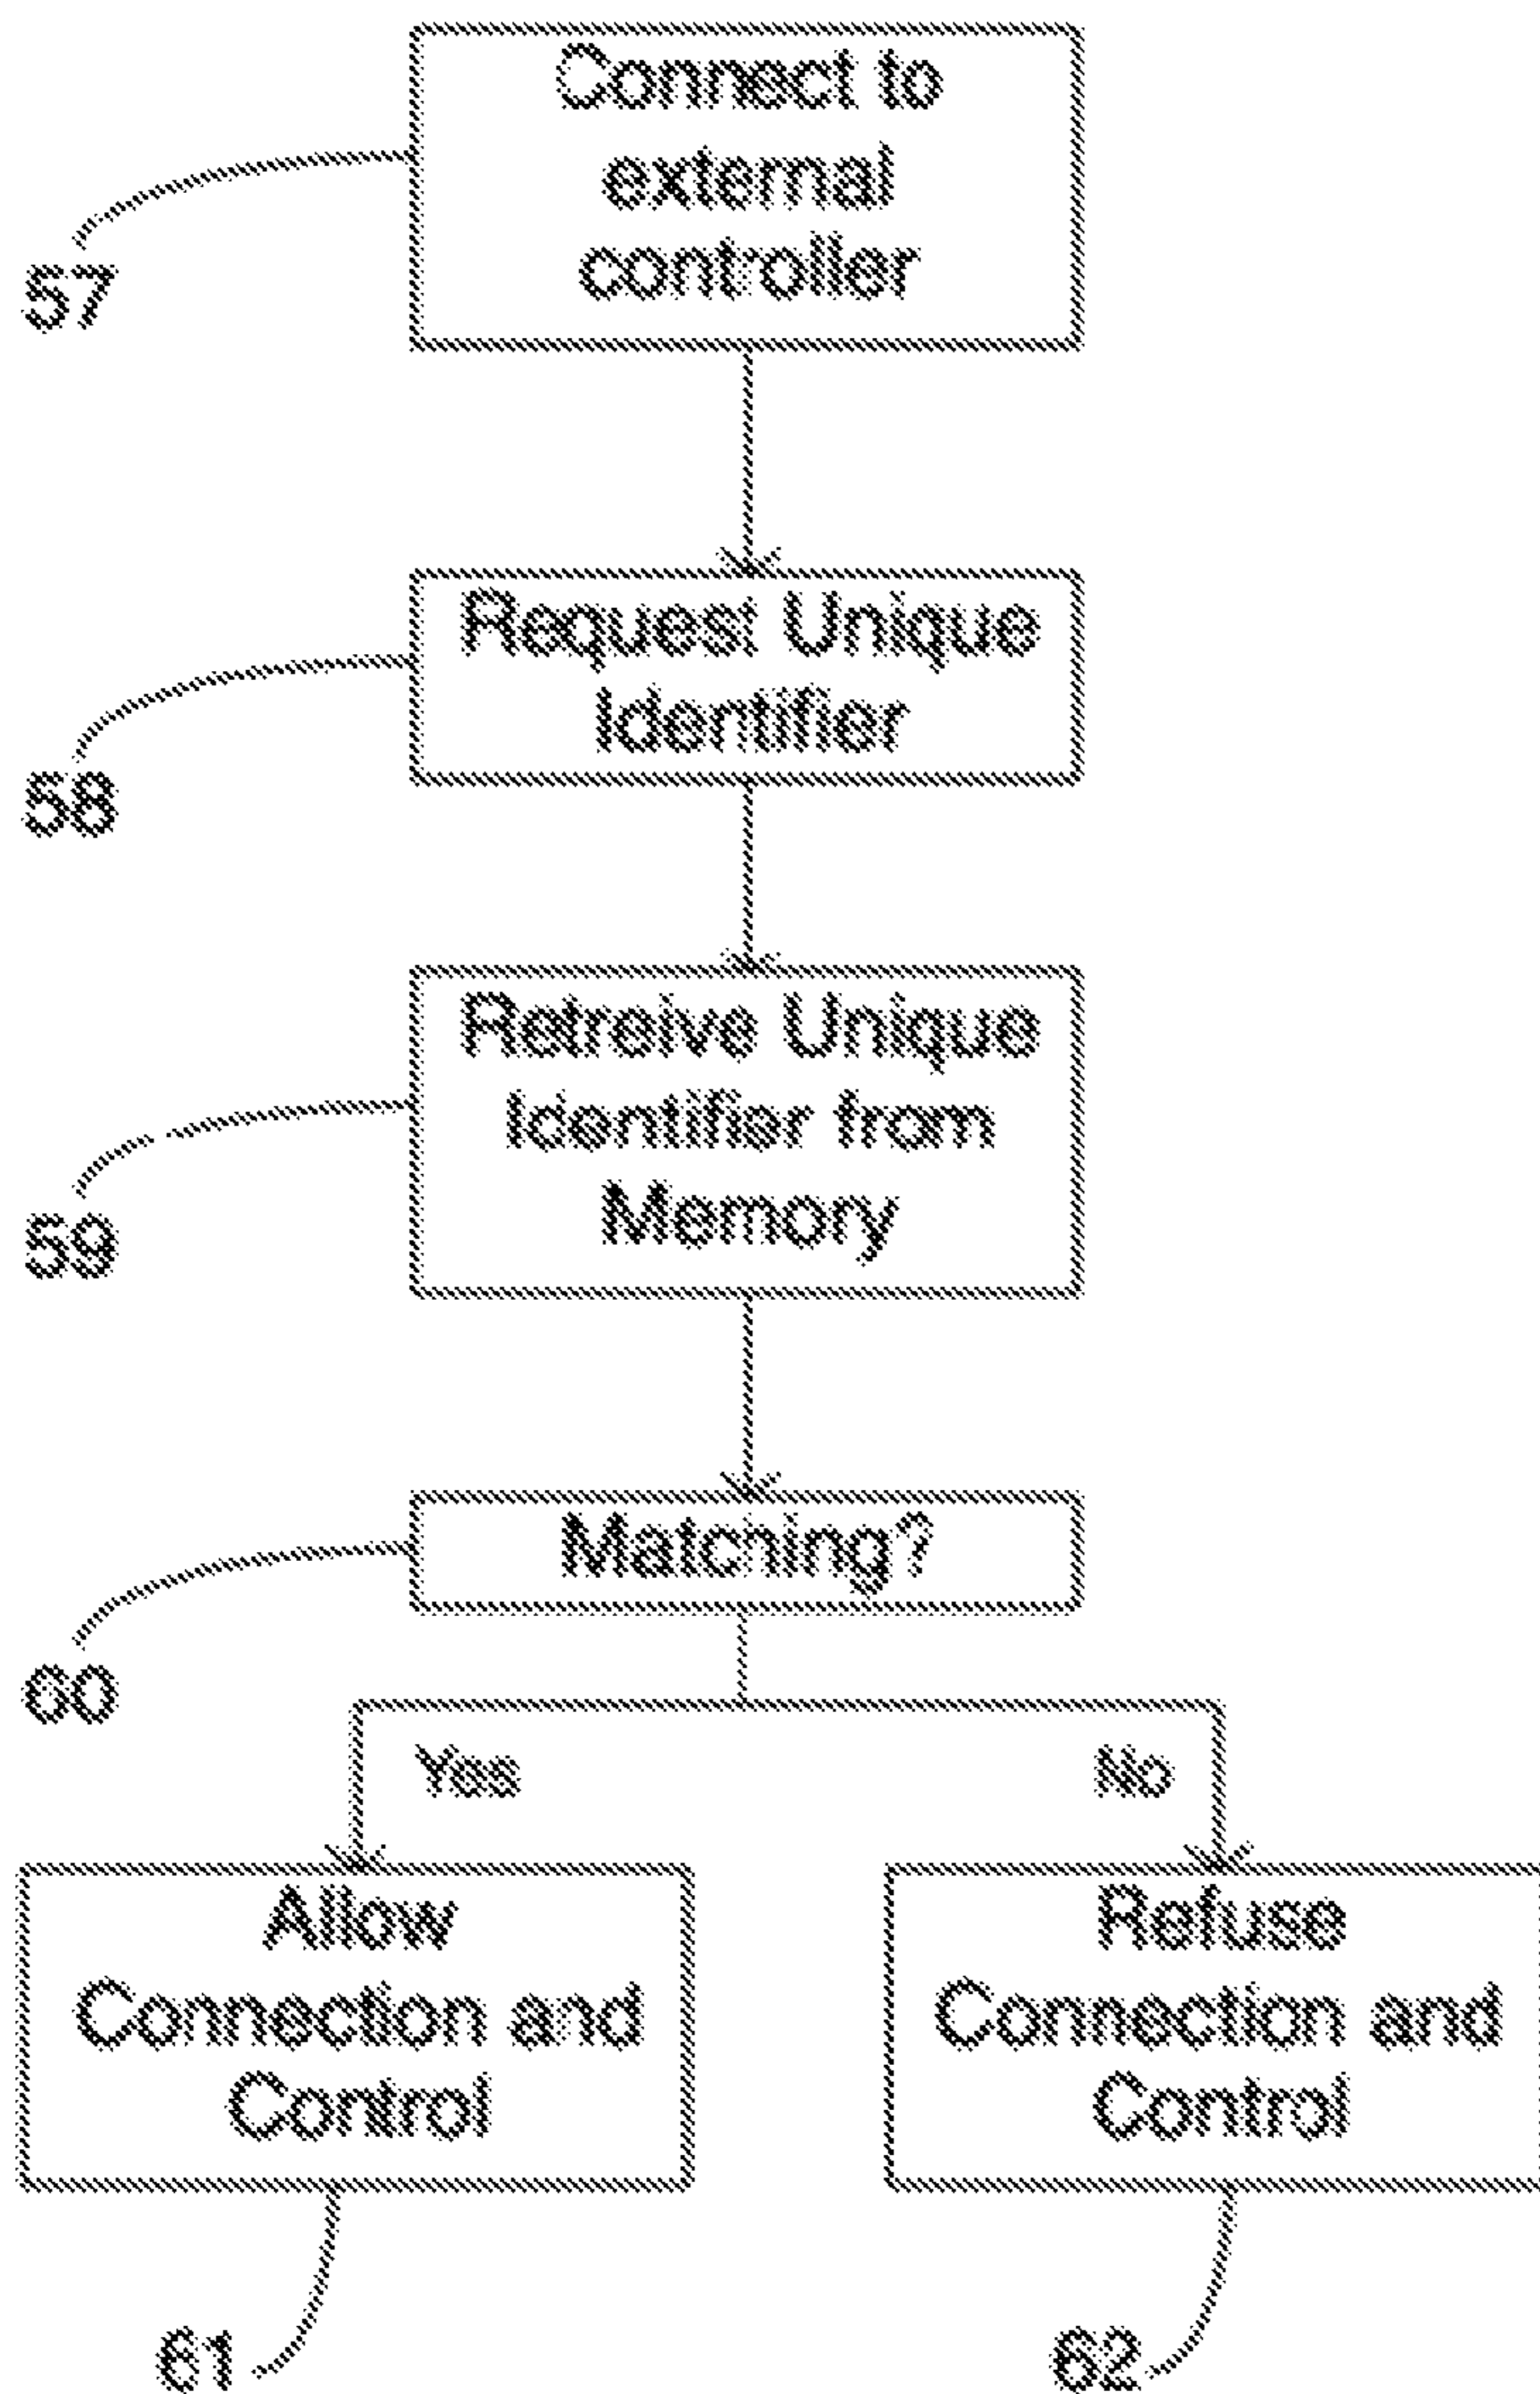 Connect to
external
controller
57
Request Unique
Identifier
58
Retreive Unique
Identifier from
Memory
59
Matching?
60
Yes
No
Allow
Connection and
Control
Refuse
Connection and
Control
61
62